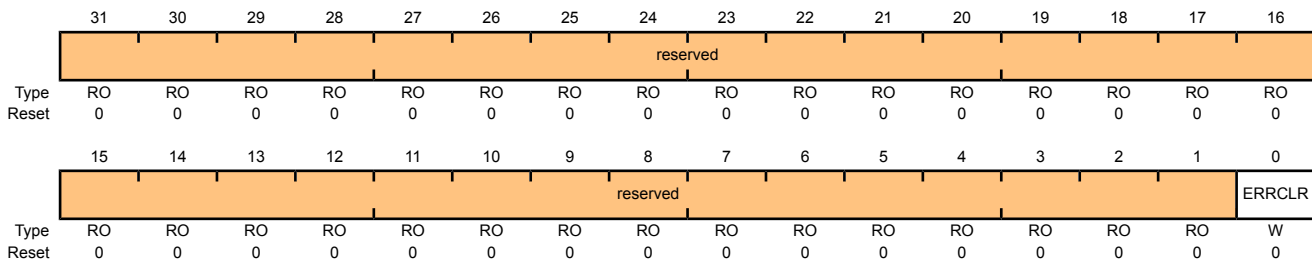 31 30 29 28 27 26 25 24 23 22 21 20 19 18 17 16
reserved
Type RO RO RO RO RO RO RO RO RO RO RO RO RO RO RO RO
Reset 0 0 0 0 0 0 0 0 0 0 0 0 0 0 0 0
15 14 13 12 11 10 9 8 7 6 5 4 3 2 1 0
reserved ERRCLR
Type RO RO RO RO RO RO RO RO RO RO RO RO RO RO RO W
Reset 0 0 0 0 0 0 0 0 0 0 0 0 0 0 0 0